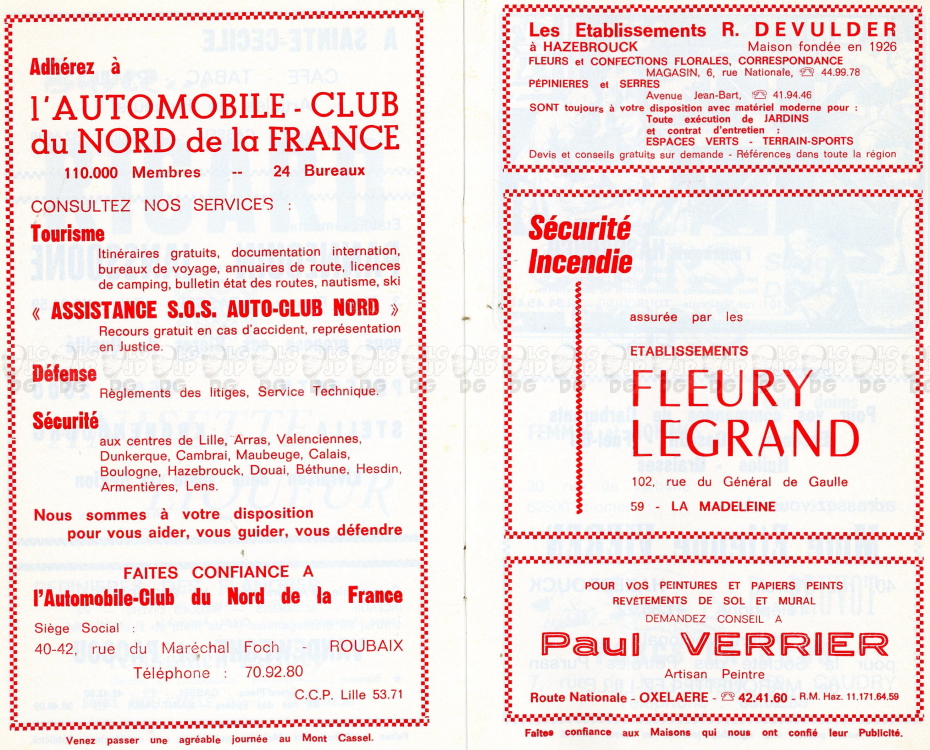 Adhérez à
l'AUTOMOBILE - CLUB
du NORD de la FRANCE
110.000 Membres -- 24 Bureaux
CONSULTEZ NOS SERVICES :
Tourisme
Itinéraires gratuits, documentation internation,
bureaux de voyage, annuaires de route, licences
de camping, bulletin état des routes, nautisme, ski
« ASSISTANCE S.O.S. AUTO-CLUB NORD »
Recours gratuit en cas d'accident, représentation
en Justice.
Défense
Règlements des litiges, Service Technique.
Sécurité
aux centres de Lille, Arras, Valenciennes,
Dunkerque, Cambrai, Maubeuge, Calais,
Boulogne, Hazebrouck, Douai, Béthune, Hesdin,
Armentières, Lens.
Nous sommes à votre disposition
pour vous aider, vous guider, vous défendre
FAITES CONFIANCE A
l'Automobile-Club du Nord de la France
Siège Social :
40-42, rue du Maréchal Foch - ROUBAIX
Téléphone : 70.92.80
C.C.P. Lille 53.71
Venez passer une agréable journée au Mont Cassel.
Les Etablissements R. DEVULDER
à HAZEBROUCK Maison fondée en 1926
FLEURS et CONFECTIONS FLORALES, CORRESPONDANCE
MAGASIN, 6, rue Nationale, ☏ 44.99.78
PÉPINIÈRES et SERRES
Avenue Jean-Bart, ☏ 41.94.46
SONT toujours à votre disposition avec matériel moderne pour :
Toute exécution de JARDINS
et contrat d'entretien :
ESPACES VERTS - TERRAIN-SPORTS
Devis et conseils gratuits sur demande - Références dans toute la région
Sécurité
Incendie
assurée par les
ETABLISSEMENTS
FLEURY
LEGRAND
102, rue du Général de Gaulle
59 - LA MADELEINE
POUR VOS PEINTURES ET PAPIERS PEINTS
REVÊTEMENTS DE SOL ET MURAL
DEMANDEZ CONSEIL A
Paul VERRIER
Artisan Peintre
Route Nationale - OXELAERE - ☏ 42.41.60 - R.M. Haz. 11.171.64.59
Faites confiance aux Maisons qui nous ont confié leur Publicité.